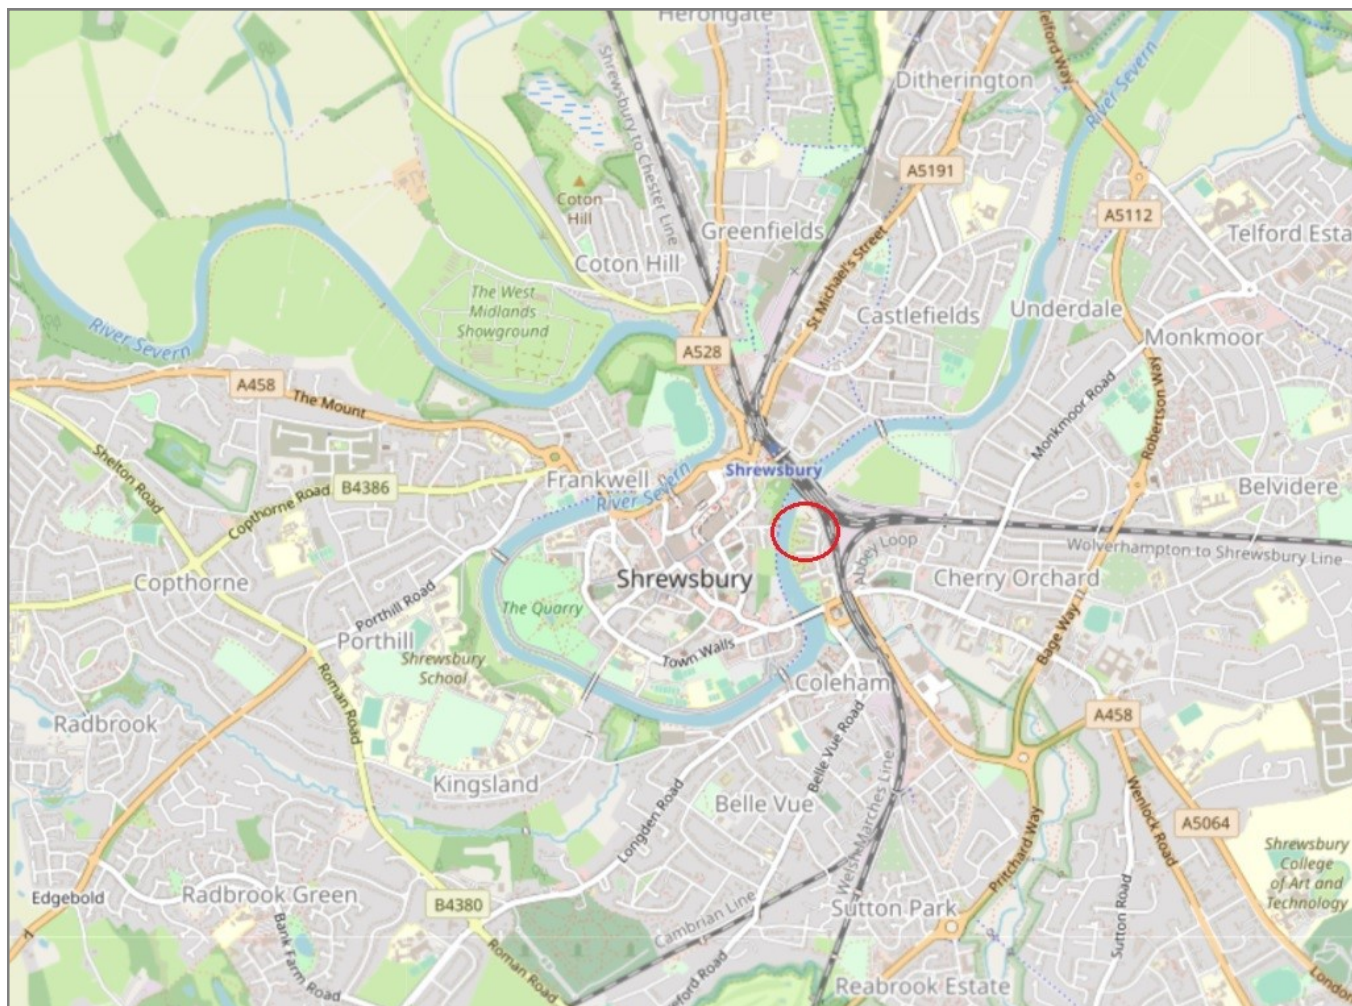 Herongate
Telford Way
River Severn
Ditherington
Shrewsbury to Chester Line
A5191
Coton
Hill
A5112
Greenfields
Telford Esta
Coton Hill
St Michael's Street
The West
Midlands
Showground
Castlefields
Underdale
River Severn
Monkmoor
A528
A458
The Mount
Monkmoor Road
Robertson Way
Shelton Road
Shrewsbury
Frankwell
B4386
River Severn
Belvidere
Copthorne Road
Abbey Loop
Wolverhampton to Shrewsbury Line
Copthorne
Shrewsbury
Cherry Orchard
Porthill Road
The Quarry
Porthill
Bage Way
Town Walls
Shrewsbury
School
Roman Road
Coleham
Radbrook
A458
Belle Vue Road
Kingsland
Belle Vue
Longden Road
Welsh Marches Line
Wenlock Road
A5064
Pritchard Way
Shrewsbury
College
of Art and
Technology
Edgebold
Radbrook Green
B4380
Sutton Park
Cambrian Line
Sutton Road
Bank Farm Road
Roman Road
ford Road
Reabrook Estate
London